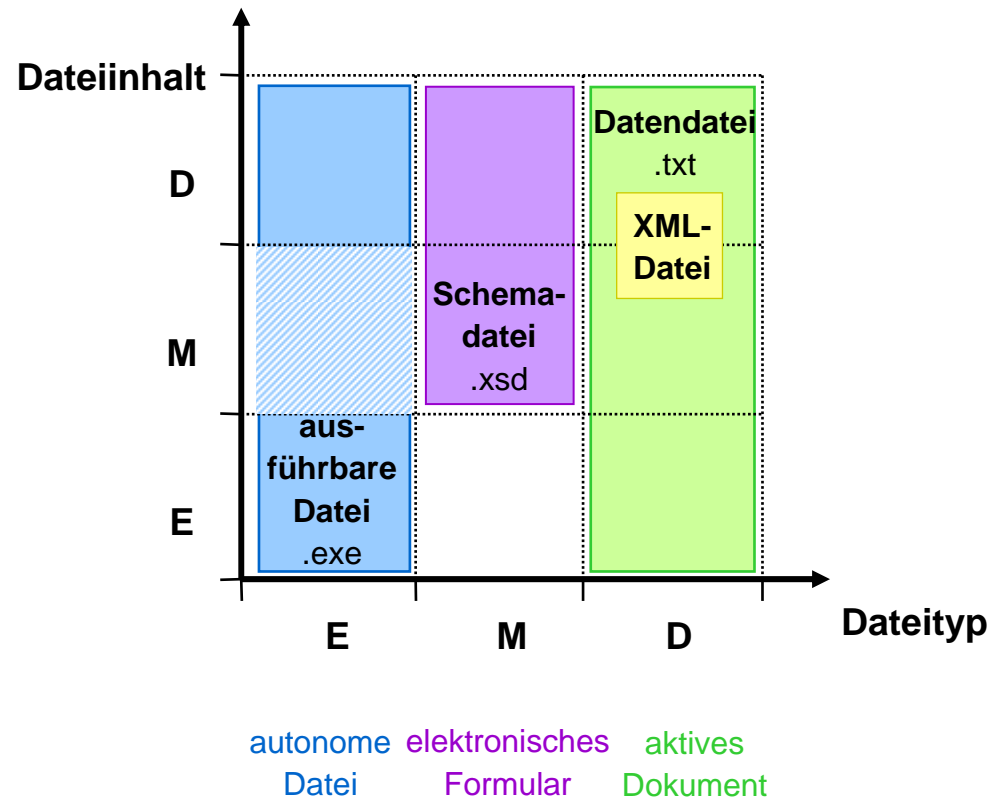 Dateiinhalt
D
M
E
Datendatei
.txt
XML-
Datei
Schema-
datei
.xsd
aus-
führbare
Datei
.exe
E
M
D
Dateityp
autonome
Datei
elektronisches
Formular
aktives
Dokument